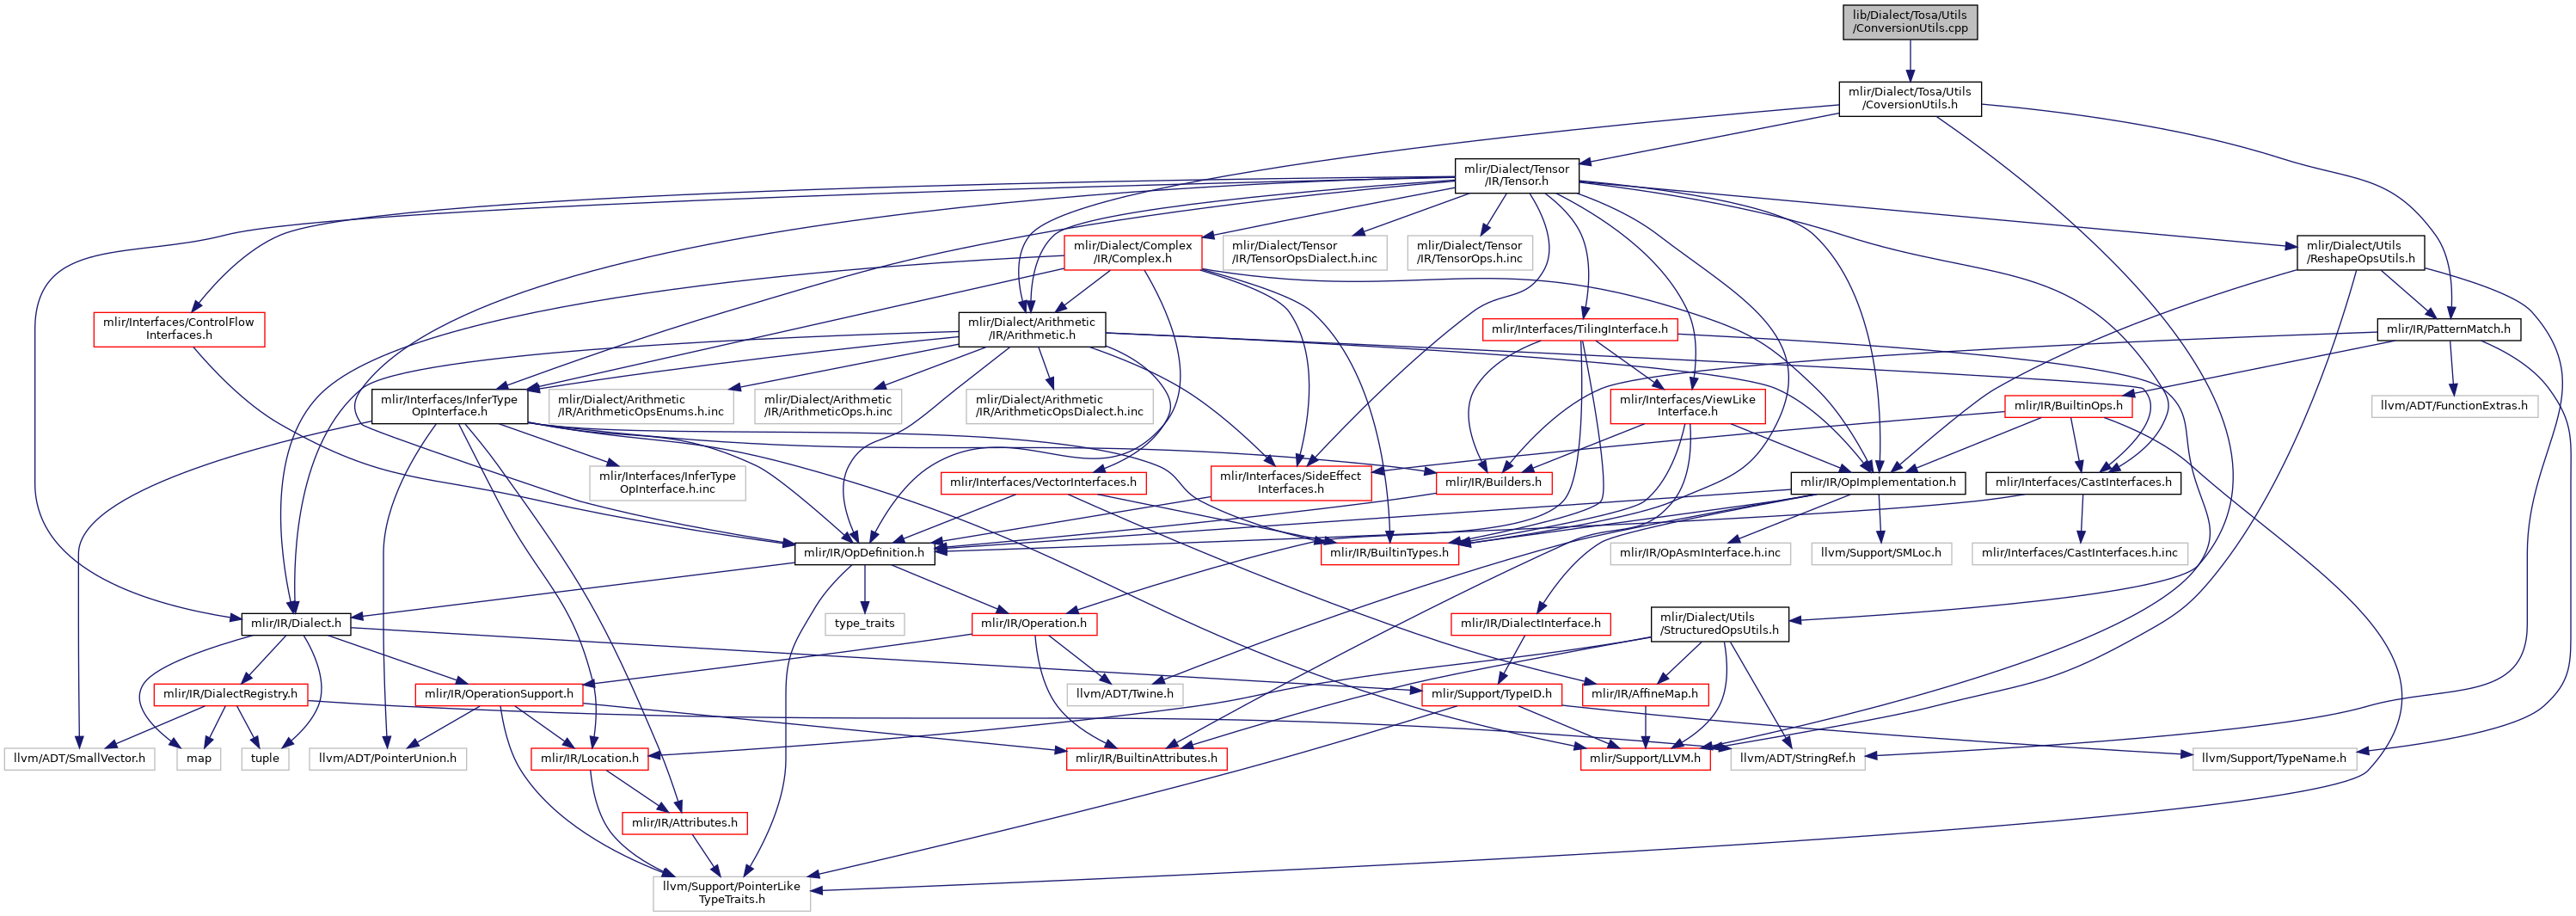 lib/Dialect/Tosa/Utils
/ConversionUtils.cpp
mlir/Dialect/Tosa/Utils
/CoversionUtils.h
mlir/Dialect/Tensor
/IR/Tensor.h
mlir/Dialect/Complex
/IR/Complex.h
mlir/Dialect/Tensor
/IR/TensorOpsDialect.h.inc
mlir/Dialect/Tensor
/IR/TensorOps.h.inc
mlir/Dialect/Utils
/ReshapeOpsUtils.h
mlir/Interfaces/ControlFlow
Interfaces.h
mlir/Dialect/Arithmetic
/IR/Arithmetic.h
mlir/Interfaces/TilingInterface.h
mlir/IR/PatternMatch.h
mlir/Interfaces/InferType
OpInterface.h
mlir/Dialect/Arithmetic
/IR/ArithmeticOpsEnums.h.inc
mlir/Dialect/Arithmetic
/IR/ArithmeticOps.h.inc
mlir/Dialect/Arithmetic
/IR/ArithmeticOpsDialect.h.inc
mlir/Interfaces/ViewLike
Interface.h
mlir/IR/BuiltinOps.h
llvm/ADT/FunctionExtras.h
mlir/Interfaces/InferType
OpInterface.h.inc
mlir/Interfaces/VectorInterfaces.h
mlir/Interfaces/SideEffect
Interfaces.h
mlir/IR/Builders.h
mlir/IR/OpImplementation.h
mlir/Interfaces/CastInterfaces.h
mlir/IR/OpDefinition.h
mlir/IR/BuiltinTypes.h
mlir/IR/OpAsmInterface.h.inc
llvm/Support/SMLoc.h
mlir/Interfaces/CastInterfaces.h.inc
mlir/IR/Dialect.h
type_traits
mlir/IR/Operation.h
mlir/IR/DialectInterface.h
mlir/Dialect/Utils
/StructuredOpsUtils.h
mlir/IR/DialectRegistry.h
mlir/IR/OperationSupport.h
llvm/ADT/Twine.h
mlir/Support/TypeID.h
mlir/IR/AffineMap.h
llvm/ADT/SmallVector.h
map
tuple
llvm/ADT/PointerUnion.h
mlir/IR/Location.h
mlir/IR/BuiltinAttributes.h
mlir/Support/LLVM.h
llvm/ADT/StringRef.h
llvm/Support/TypeName.h
mlir/IR/Attributes.h
llvm/Support/PointerLike
TypeTraits.h